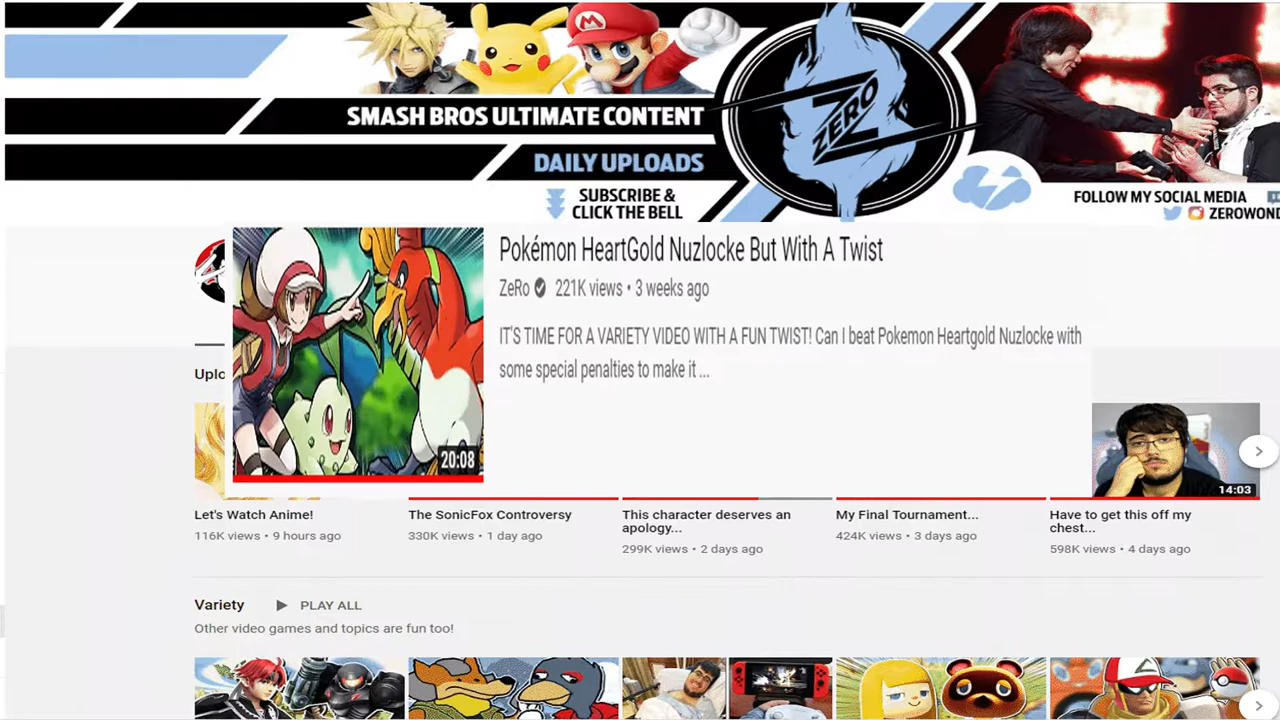 SMASH BROS ULTIMATE CONTENT
DAILY UPLOADS
SUBSCRIBE &
CLICK THE BELL
ZERO
FOLLOW MY SOCIAL MEDIA
ZEROWOND
Pokémon HeartGold Nuzlocke But With A Twist
ZeRo 221K views • 3 weeks ago
IT'S TIME FOR A VARIETY VIDEO WITH A FUN TWIST! Can I beat Pokemon Heartgold Nuzlocke with
some special penalties to make it ...
20:08
Uplo
14:03
Let's Watch Anime!
116K views • 9 hours ago
The SonicFox Controversy
330K views • 1 day ago
This character deserves an
apology...
299K views • 2 days ago
My Final Tournament...
424K views • 3 days ago
Have to get this off my
chest...
598K views • 4 days ago
Variety PLAY ALL
Other video games and topics are fun too!